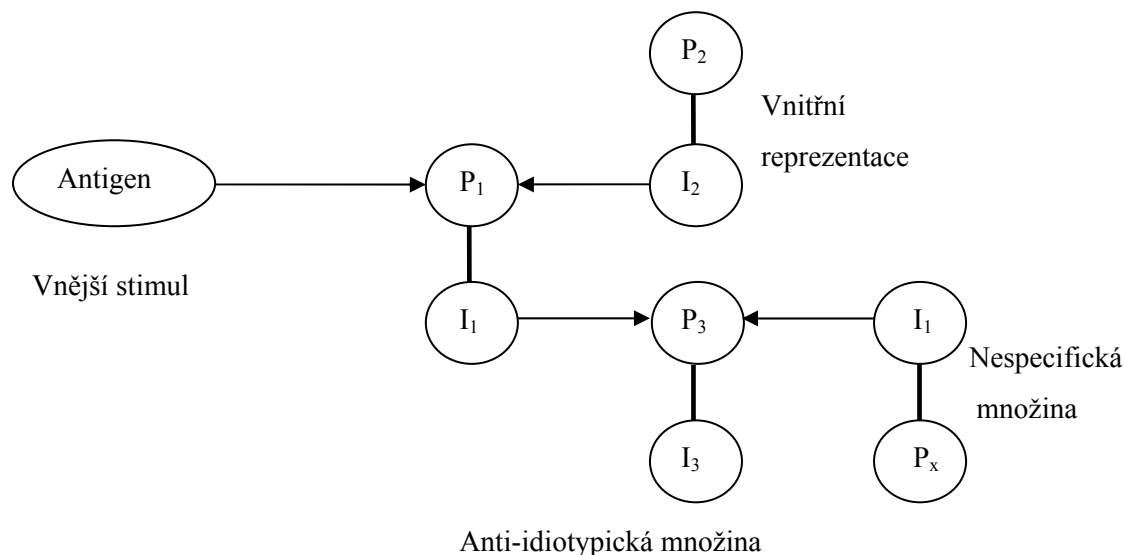 P₂
Vnitřní
reprezentace
Antigen
P₁
I₂
Vnější stimul
I₁
P₃
I₁
Nespecifická
množina
I₃
Pₓ
Anti-idiotypická množina